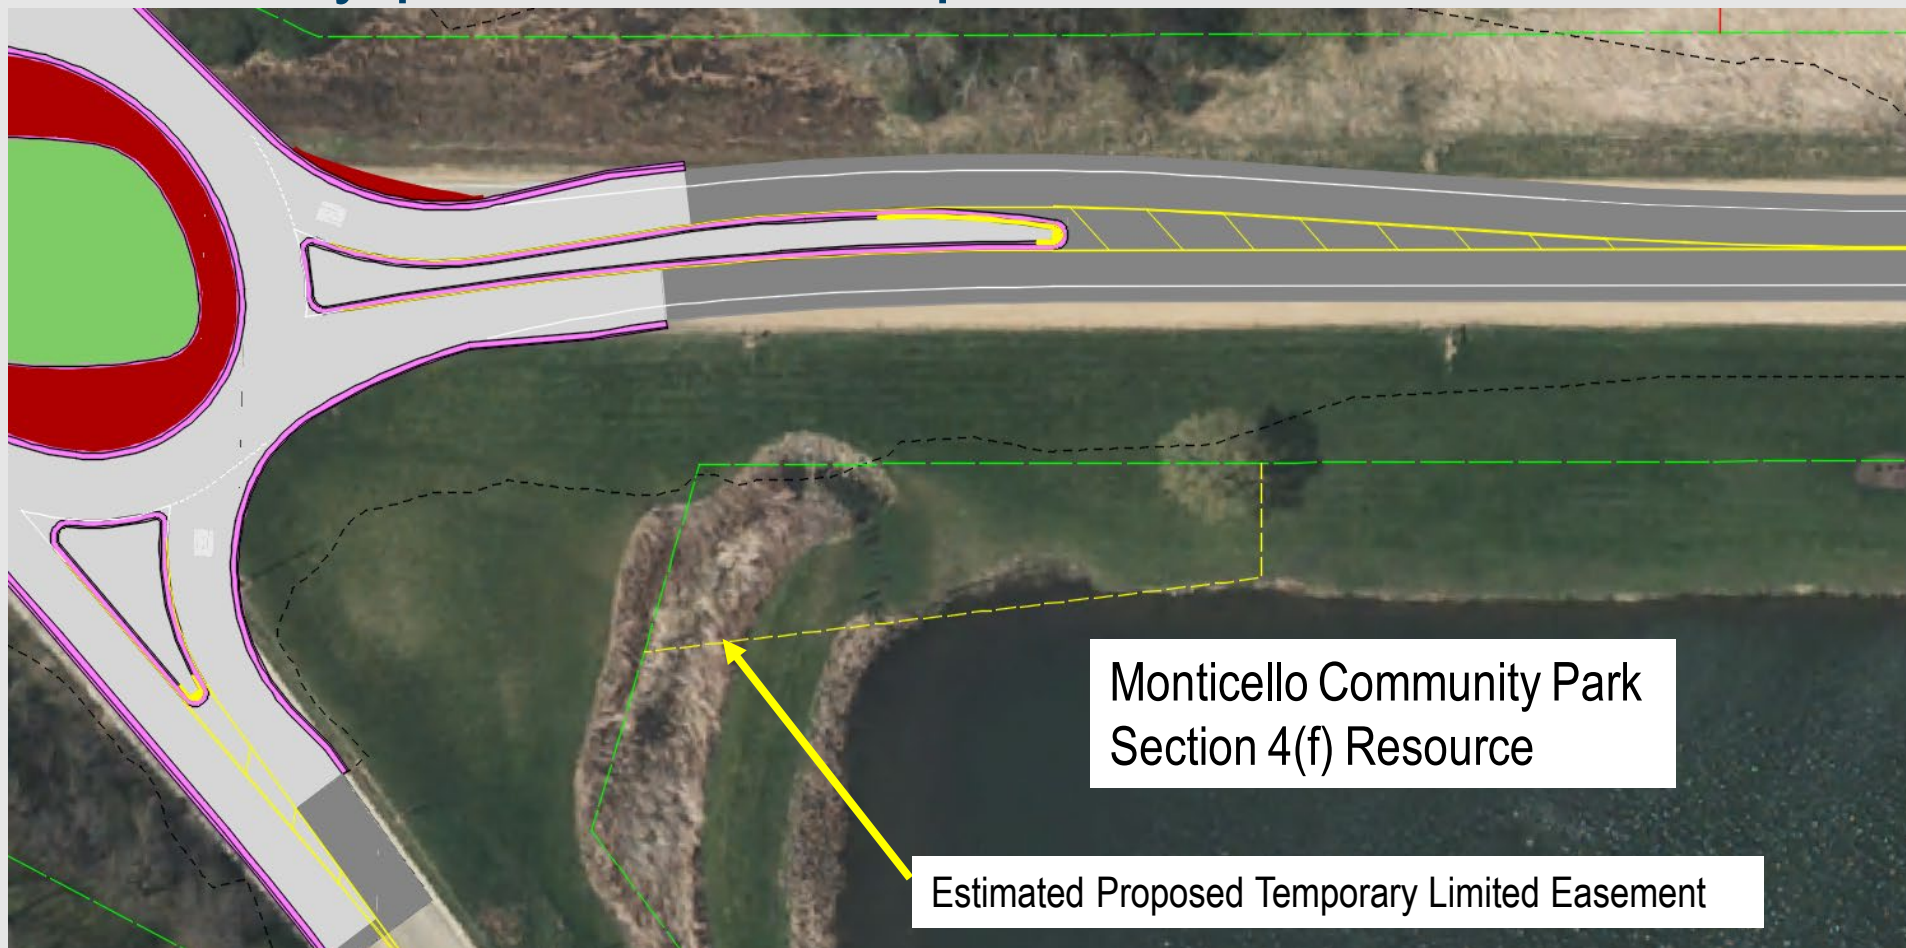 Monticello Community Park
Section 4(f) Resource
Estimated Proposed Temporary Limited Easement